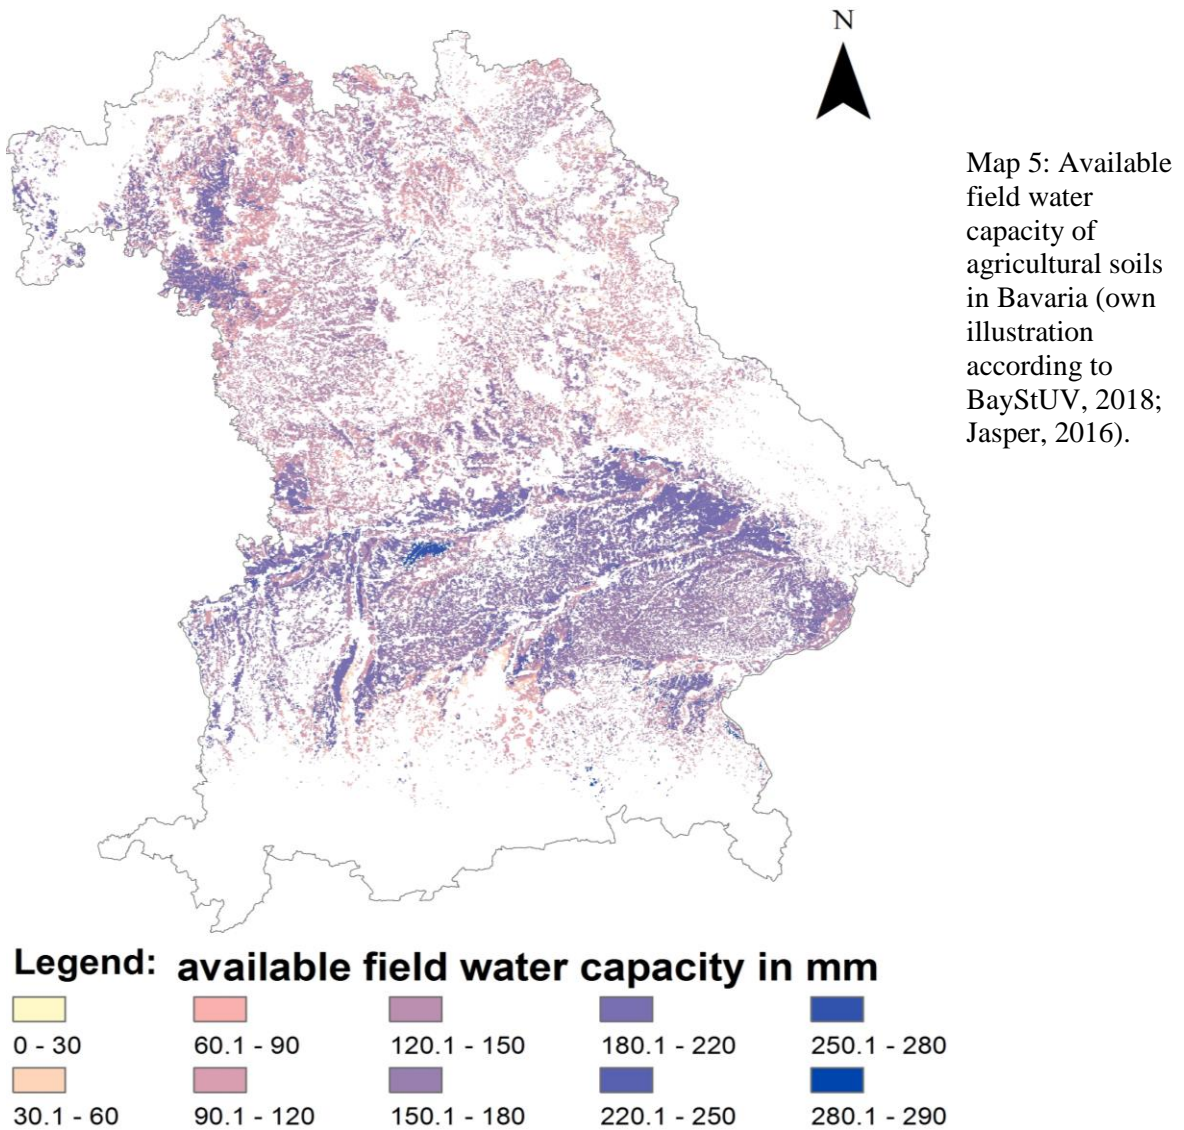 N
Map 5: Available
field water
capacity of
agricultural soils
in Bavaria (own
illustration
according to
BayStUV, 2018;
Jasper, 2016).
Legend: available field water capacity in mm
0 - 30
60.1 - 90
120.1 - 150
180.1 - 220
250.1 - 280
30.1 - 60
90.1 - 120
150.1 - 180
220.1 - 250
280.1 - 290